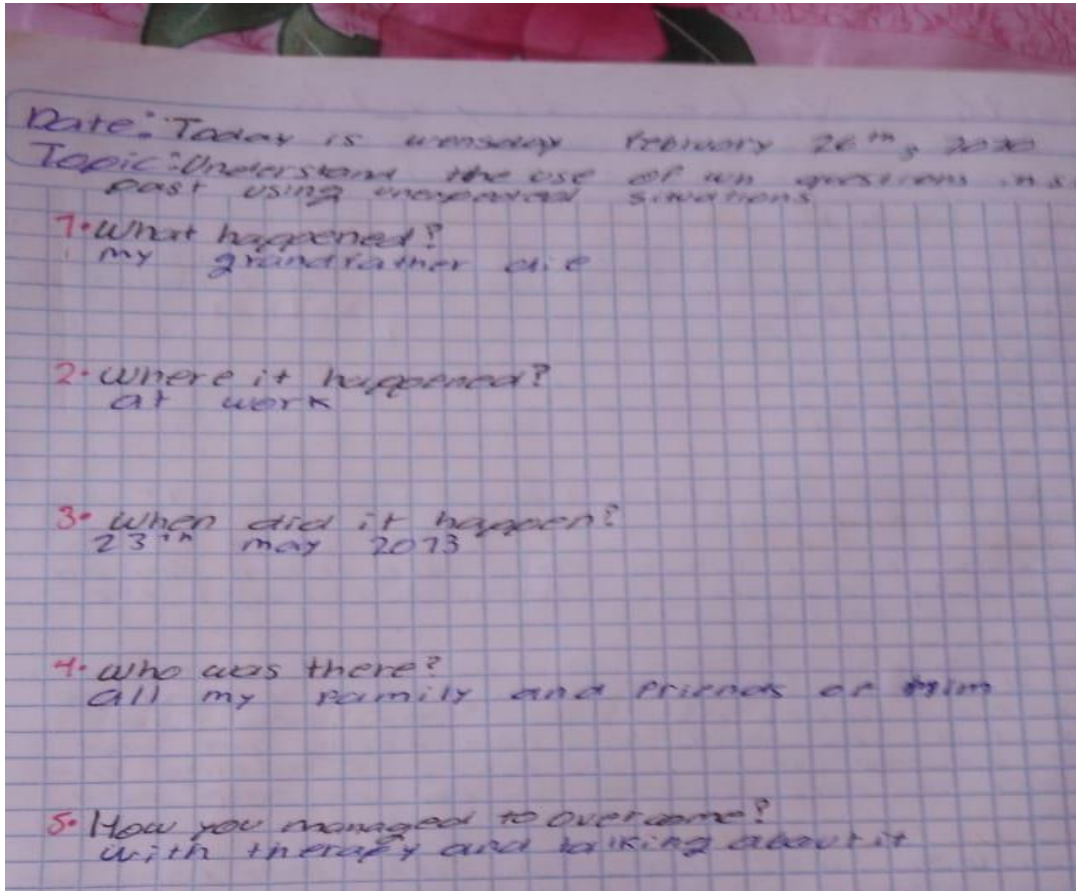 Date: Today is wensday February 26th, 2020
Topic: Understand the use of wh questions in s
past using unexpected situations
1. What happened?
my grandfather die
2. where it happened?
at work
3. when did it happen?
23th may 2013
4. who was there?
all my family and friends of him
5. How you managed to overcome?
with therapy and talking about it